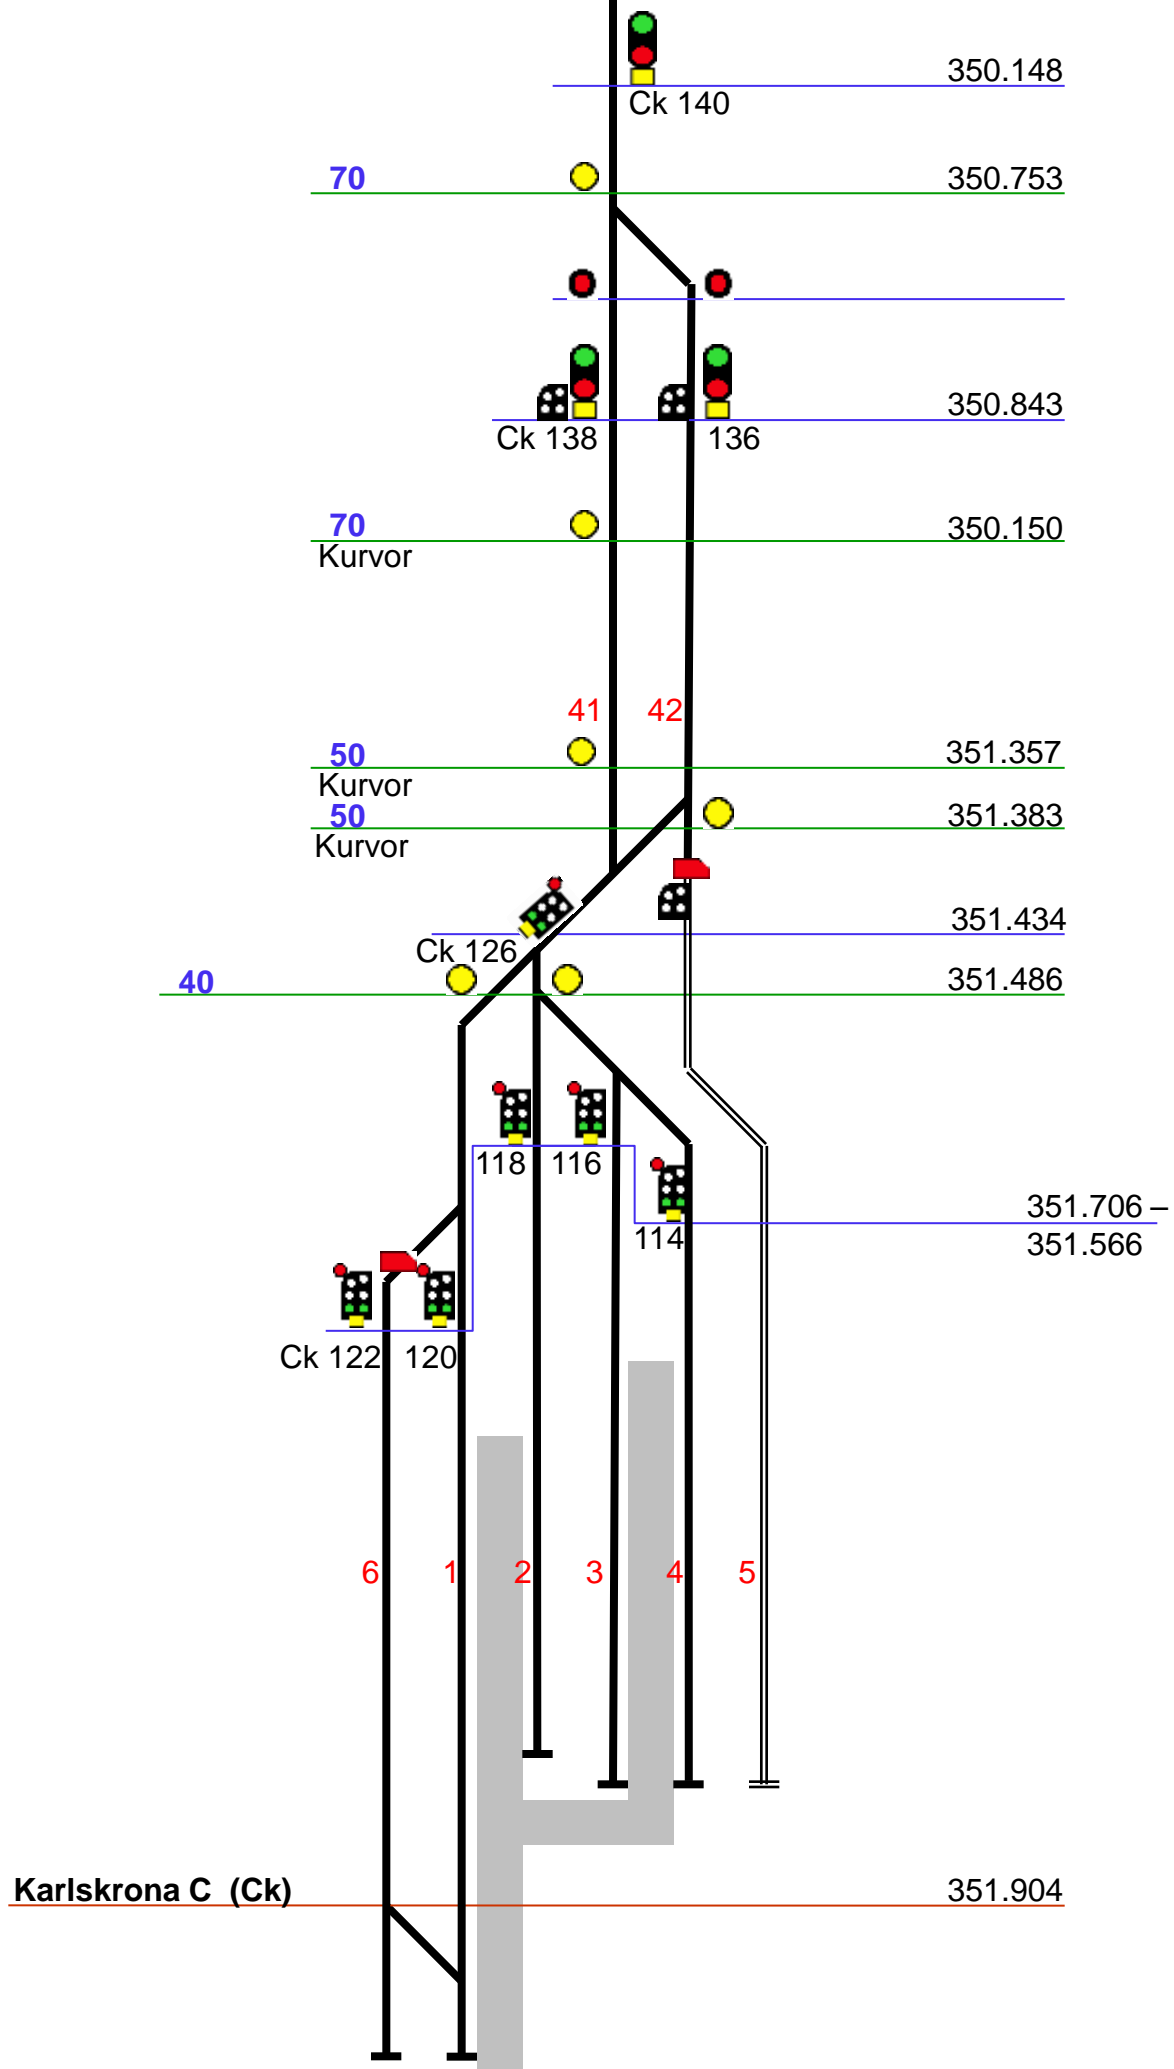 350.148
Ck 140
70 350.753
350.843
Ck 138 136
70 350.150
Kurvor
41 42
50 351.357
Kurvor
50 351.383
Kurvor
351.434
Ck 126
40 351.486
118 116
351.706 –
114 351.566
Ck 122 120
6 1 2 3 4 5
Karlskrona C (Ck) 351.904